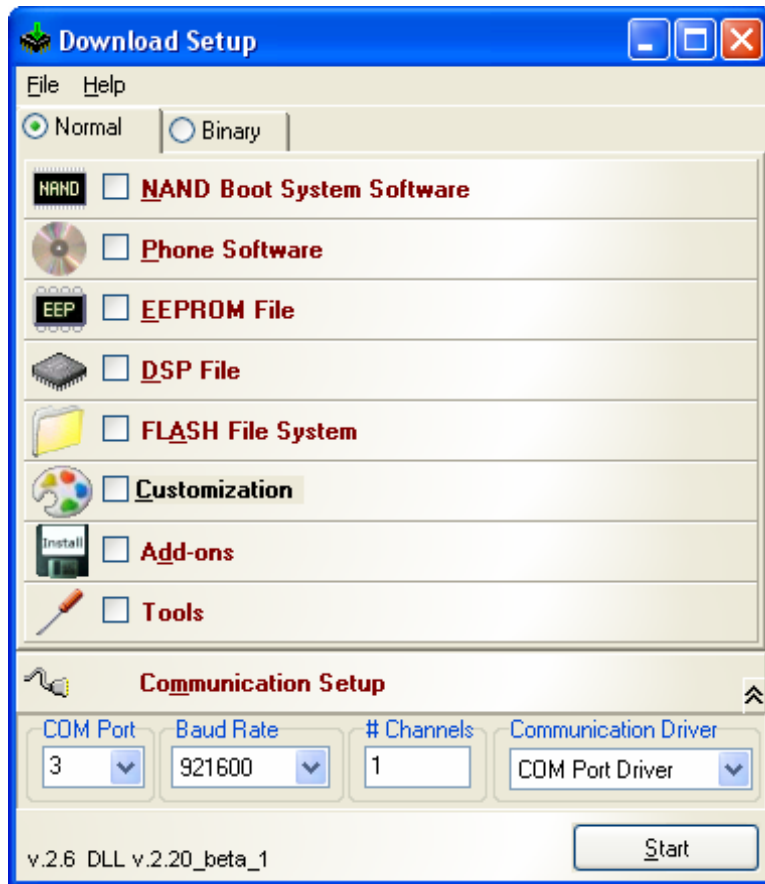 Download Setup
File Help
Normal Binary
NAND NAND Boot System Software
Phone Software
EEP EEPROM File
DSP File
FLASH File System
Customization
Install Add-ons
Tools
Communication Setup
COM Port Baud Rate # Channels Communication Driver
3 921600 1 COM Port Driver
v.2.6 DLL v.2.20_beta_1 Start